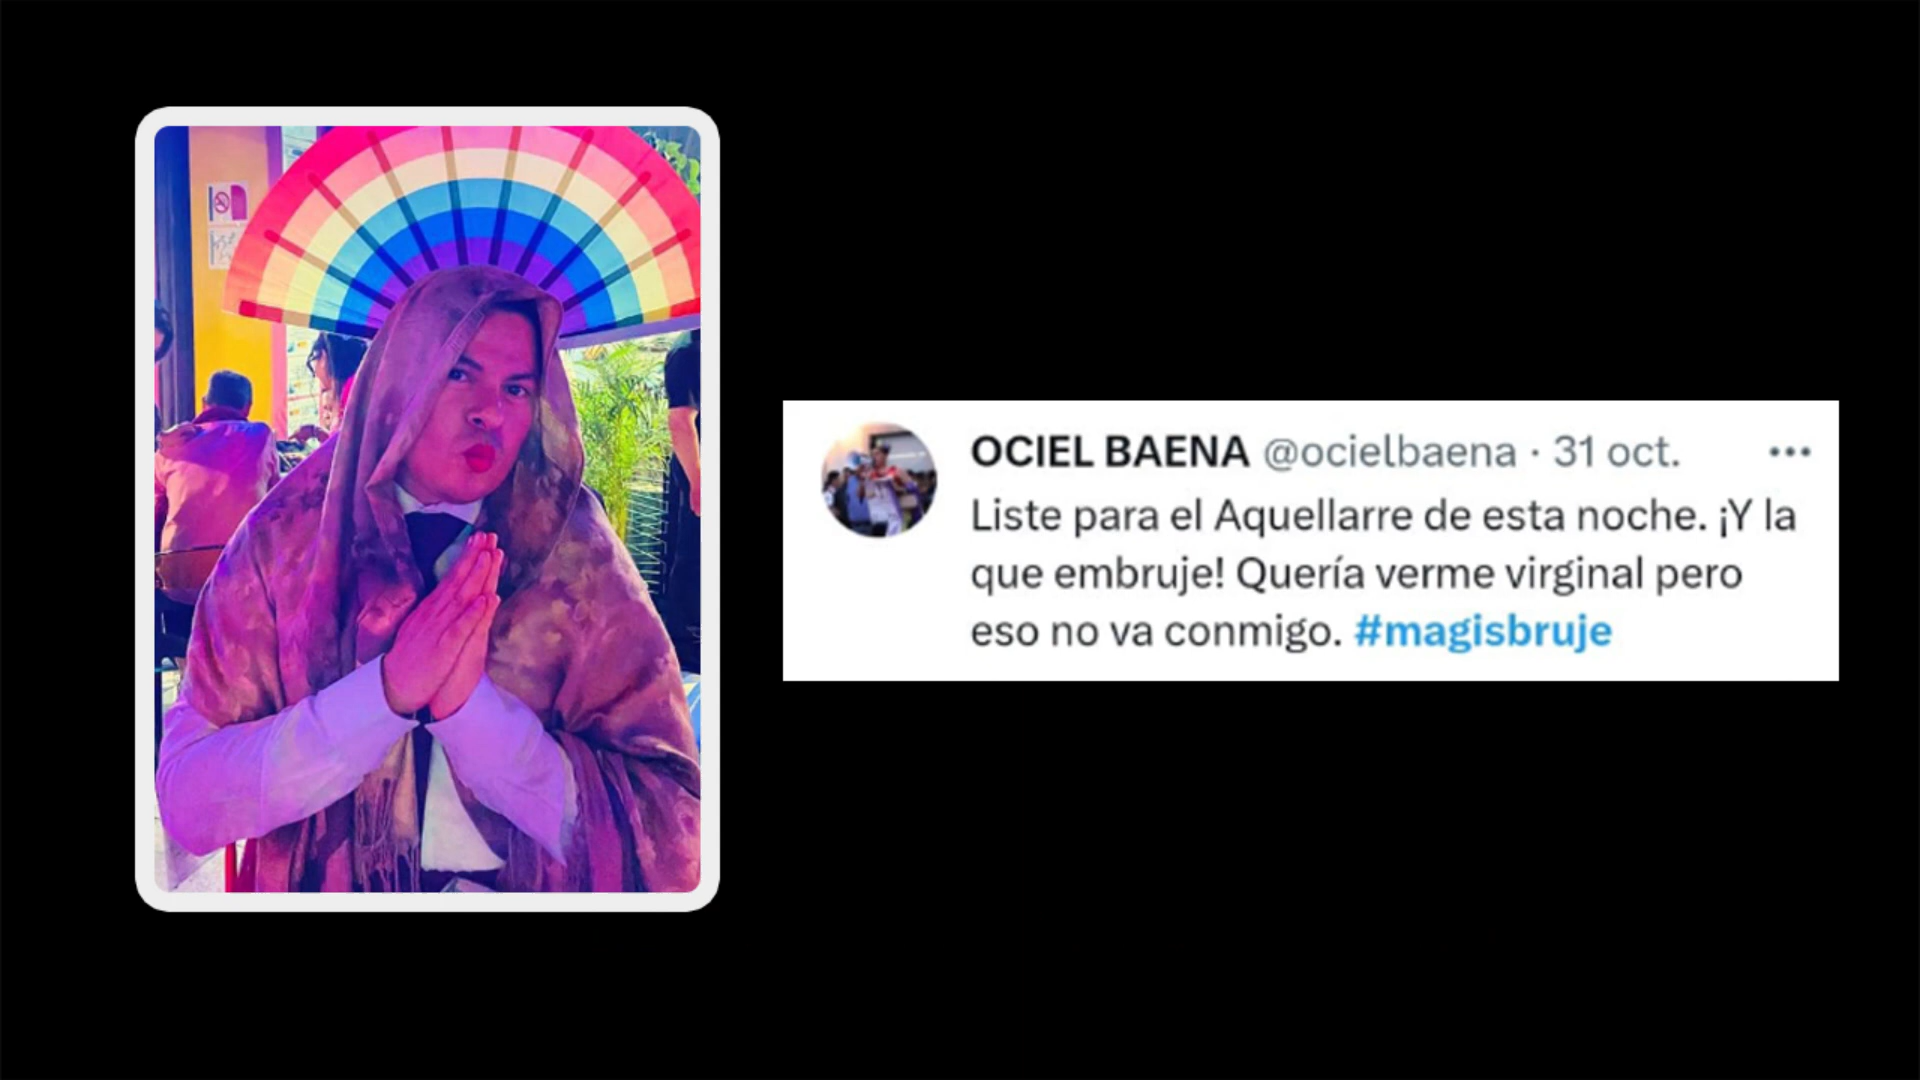 OCIEL BAENA @ocielbaena · 31 oct.
Liste para el Aquellarre de esta noche. ¡Y la
que embruje! Quería verme virginal pero
eso no va conmigo. #magisbruje